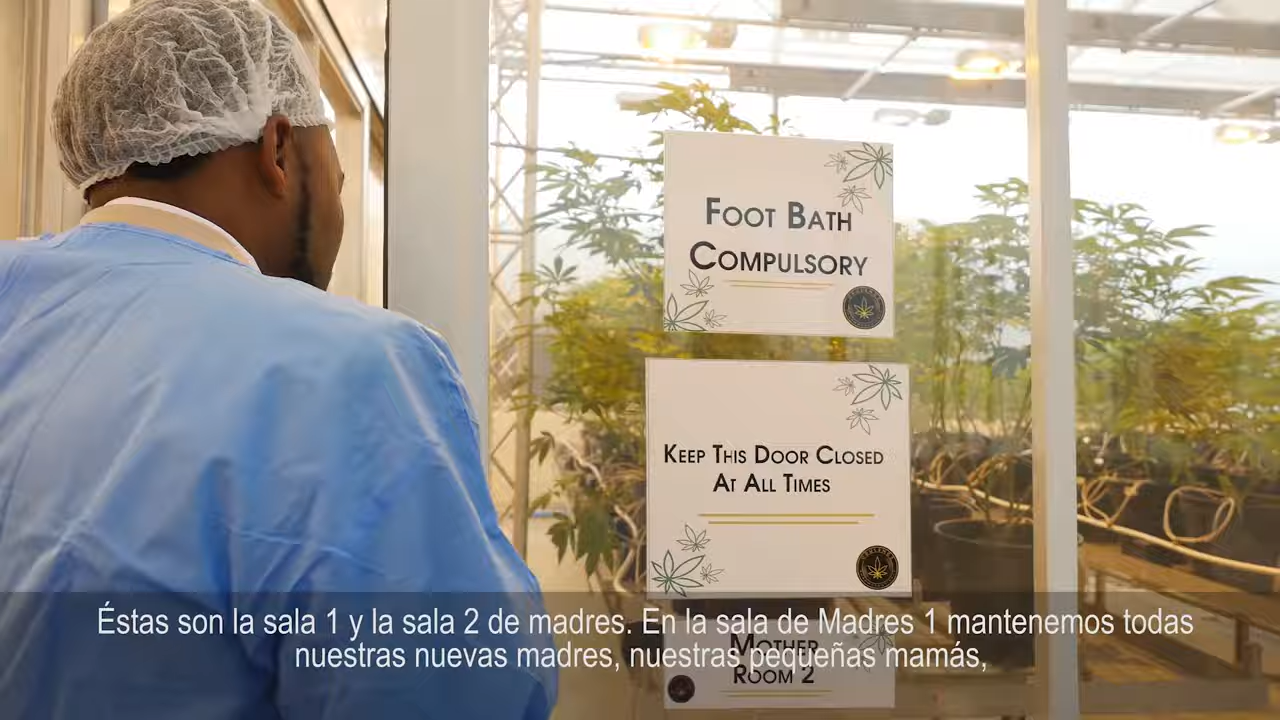 Foot Bath
Compulsory
Keep This Door Closed
At All Times
Mother
Room 2
Éstas son la sala 1 y la sala 2 de madres. En la sala de Madres 1 mantenemos todas
nuestras nuevas madres, nuestras pequeñas mamás,